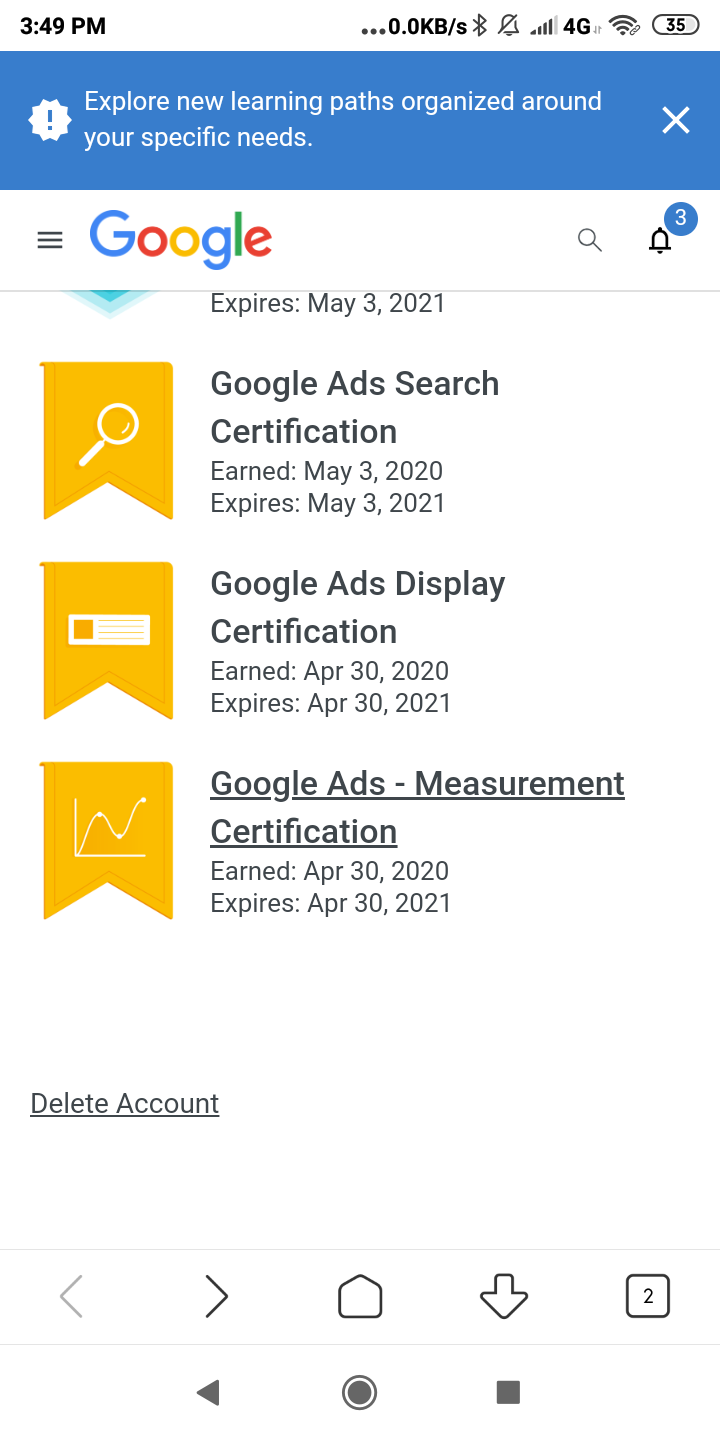 3:49 PM ...0.0KB/s 4G 35
Explore new learning paths organized around
your specific needs.
Google 3
Expires: May 3, 2021
Google Ads Search
Certification
Earned: May 3, 2020
Expires: May 3, 2021
Google Ads Display
Certification
Earned: Apr 30, 2020
Expires: Apr 30, 2021
Google Ads - Measurement
Certification
Earned: Apr 30, 2020
Expires: Apr 30, 2021
Delete Account
2